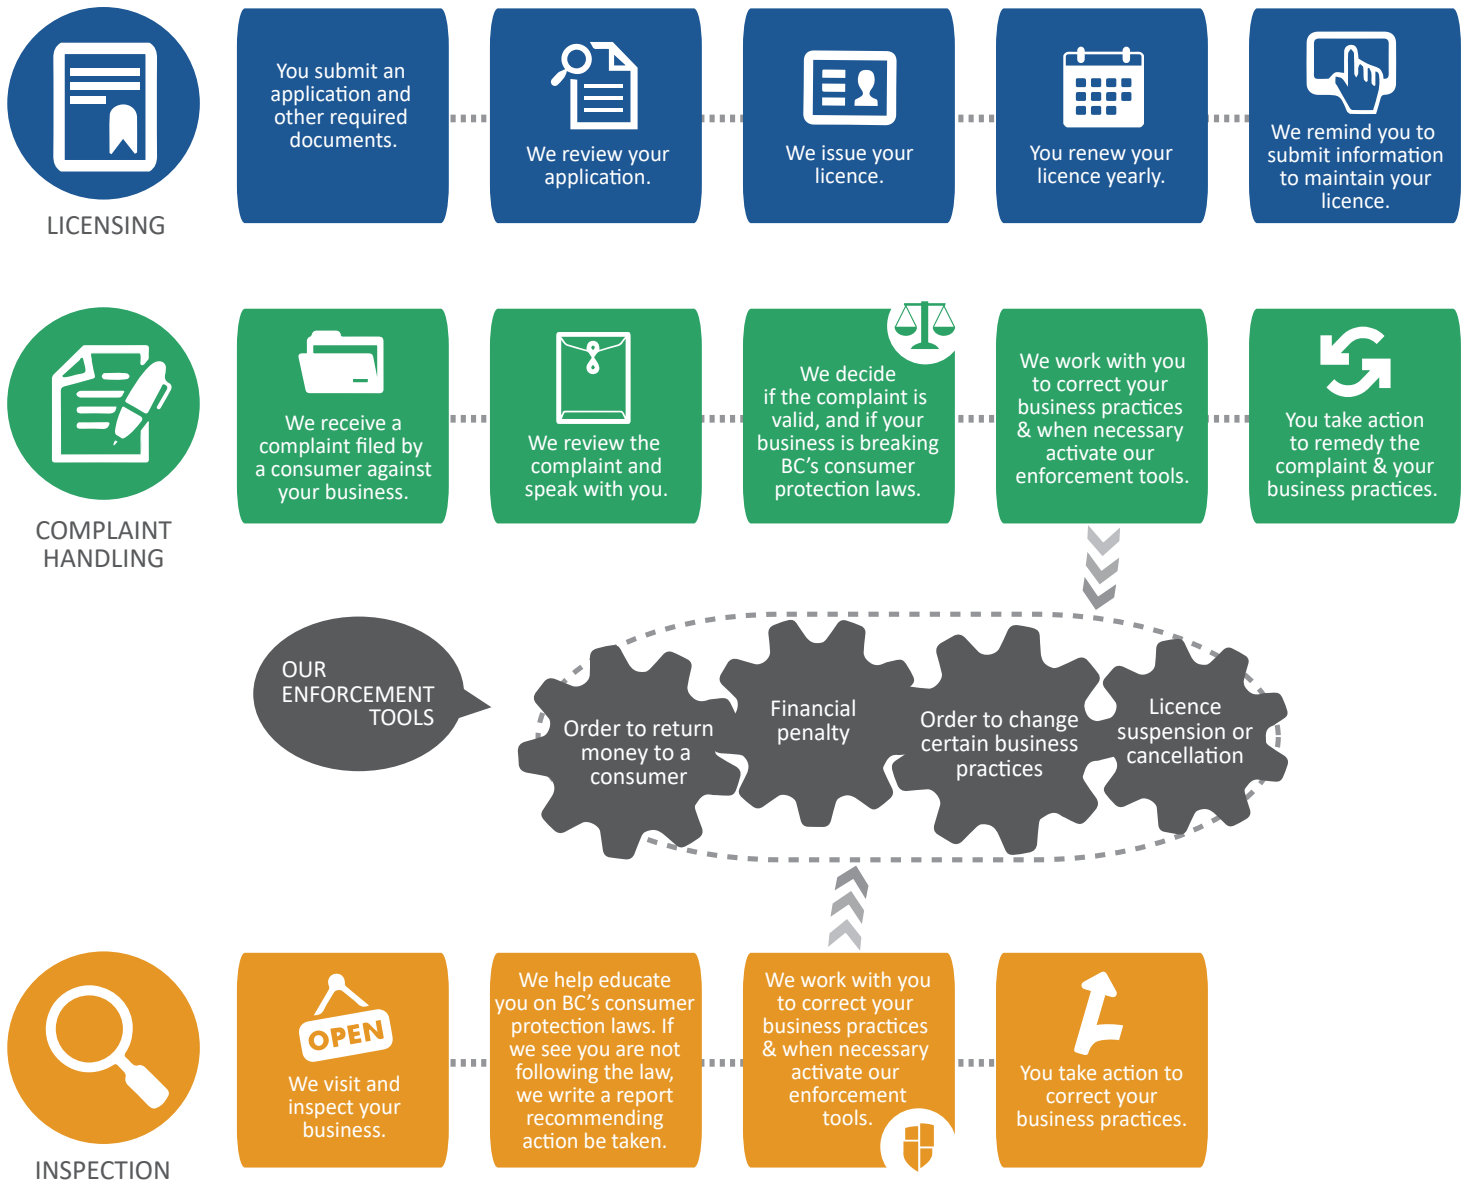 You submit an
application and
other required
documents.
We review your
application.
We issue your
licence.
You renew your
licence yearly.
We remind you to
submit information
to maintain your
licence.
LICENSING
We receive a
complaint filed by
a consumer against
your business.
We review the
complaint and
speak with you.
We decide
if the complaint is
valid, and if your
business is breaking
BC's consumer
protection laws.
We work with you
to correct your
business practices
& when necessary
activate our
enforcement tools.
You take action
to remedy the
complaint & your
business practices.
COMPLAINT
HANDLING
OUR
ENFORCEMENT
TOOLS
Order to return
money to a
consumer
Financial
penalty
Order to change
certain business
practices
Licence
suspension or
cancellation
OPEN
We visit and
inspect your
business.
We help educate
you on BC's consumer
protection laws. If
we see you are not
following the law,
we write a report
recommending
action be taken.
We work with you
to correct your
business practices
& when necessary
activate our
enforcement
tools.
You take action to
correct your
business practices.
INSPECTION